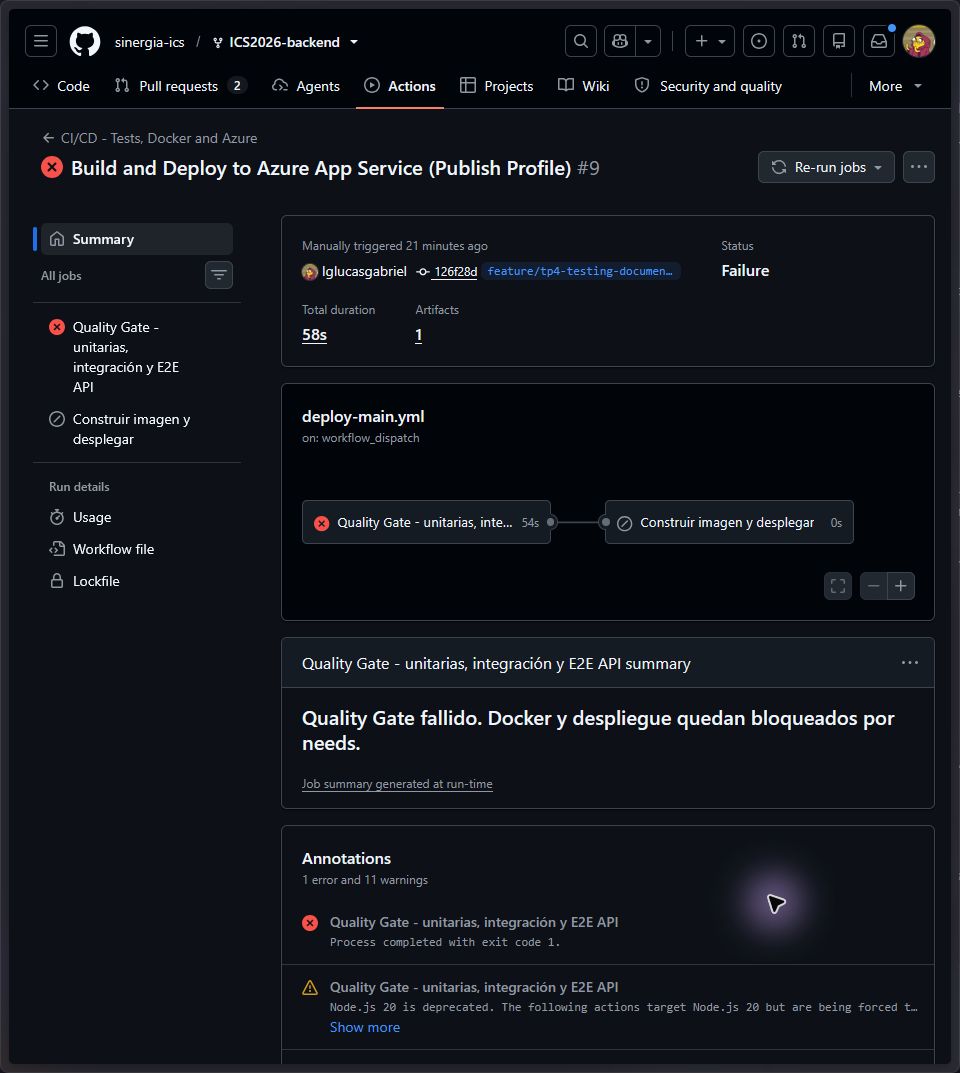 sinergia-ics / ICS2026-backend
Code Pull requests 2 Agents Actions Projects Wiki Security and quality More
CI/CD - Tests, Docker and Azure
Build and Deploy to Azure App Service (Publish Profile) #9
Re-run jobs
Summary
All jobs
Quality Gate -
unitarias,
integración y E2E
API
Construir imagen y
desplegar
Run details
Usage
Workflow file
Lockfile
Manually triggered 21 minutes ago
lglucasgabriel 126f28d feature/tp4-testing-documen…
Status
Failure
Total duration
58s
Artifacts
1
deploy-main.yml
on: workflow_dispatch
Quality Gate - unitarias, inte... 54s
Construir imagen y desplegar 0s
Quality Gate - unitarias, integración y E2E API summary
Quality Gate fallido. Docker y despliegue quedan bloqueados por
needs.
Job summary generated at run-time
Annotations
1 error and 11 warnings
Quality Gate - unitarias, integración y E2E API
Process completed with exit code 1.
Quality Gate - unitarias, integración y E2E API
Node.js 20 is deprecated. The following actions target Node.js 20 but are being forced t…
Show more